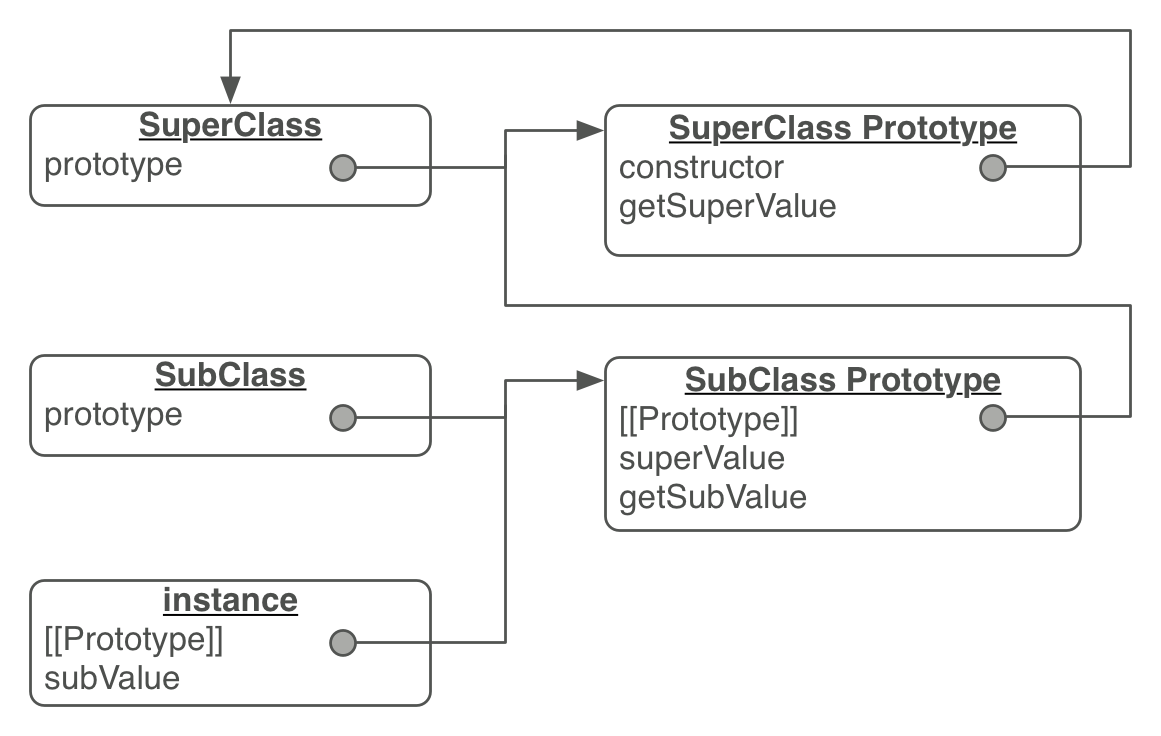 SuperClass
prototype
SuperClass Prototype
constructor
getSuperValue
SubClass
prototype
SubClass Prototype
[[Prototype]]
superValue
getSubValue
instance
[[Prototype]]
subValue